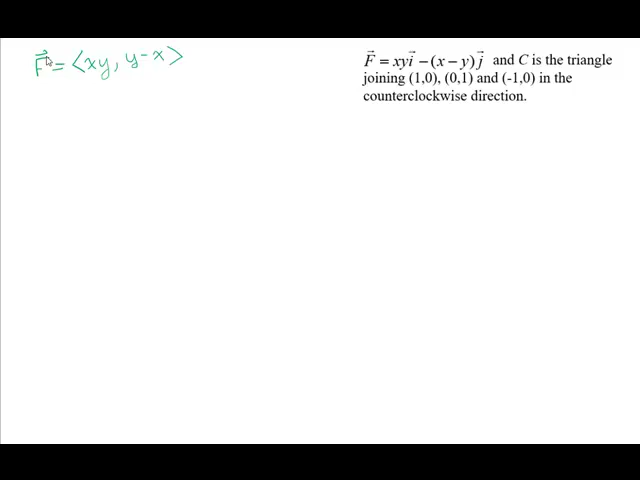 F⃗ = ⟨xy, y-x⟩
F⃗ = xyi⃗ − (x − y)j⃗ and C is the triangle
joining (1,0), (0,1) and (-1,0) in the
counterclockwise direction.